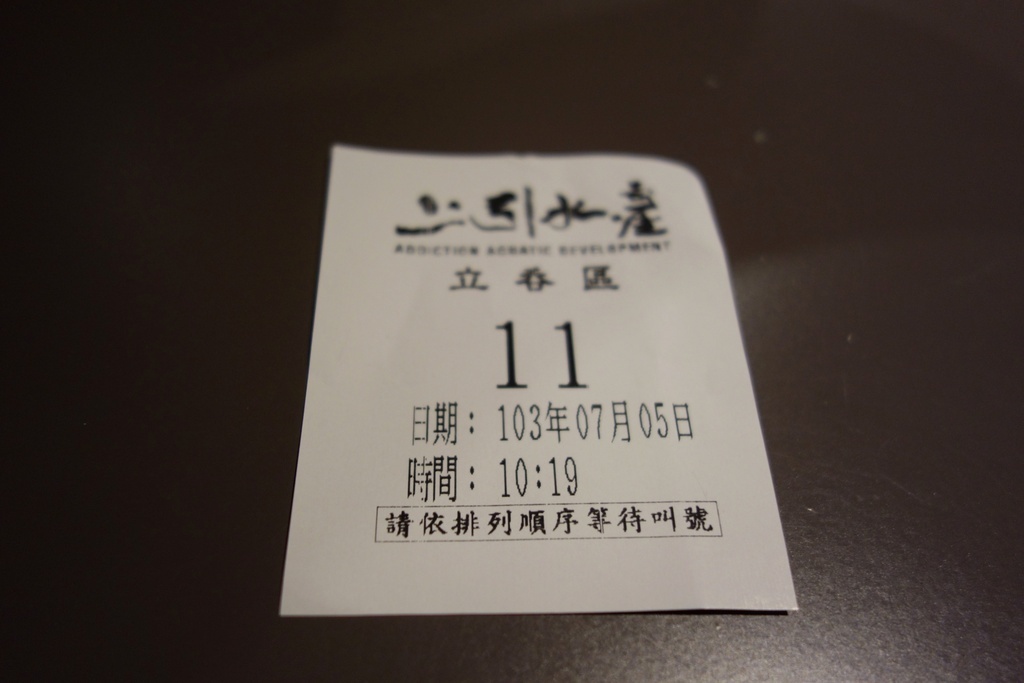 上引水產
ADDICTION AQUATIC DEVELOPMENT
立吞區
11
日期：103年07月05日
時間：10:19
請依排列順序等待叫號